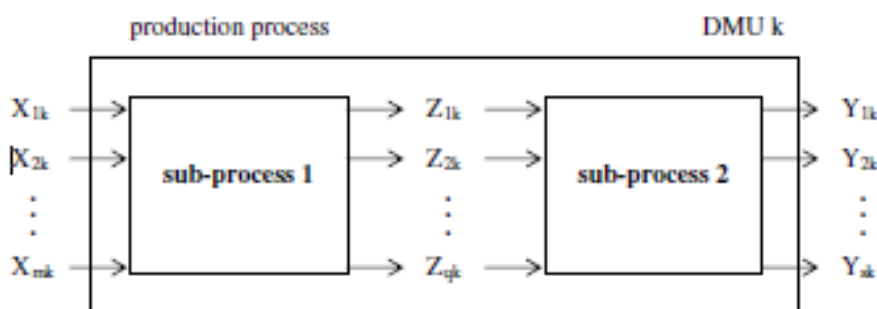 production process DMU k
X1k Z1k Y1k
X2k Z2k Y2k
sub-process 1 sub-process 2
Xmk Zqk Ysk